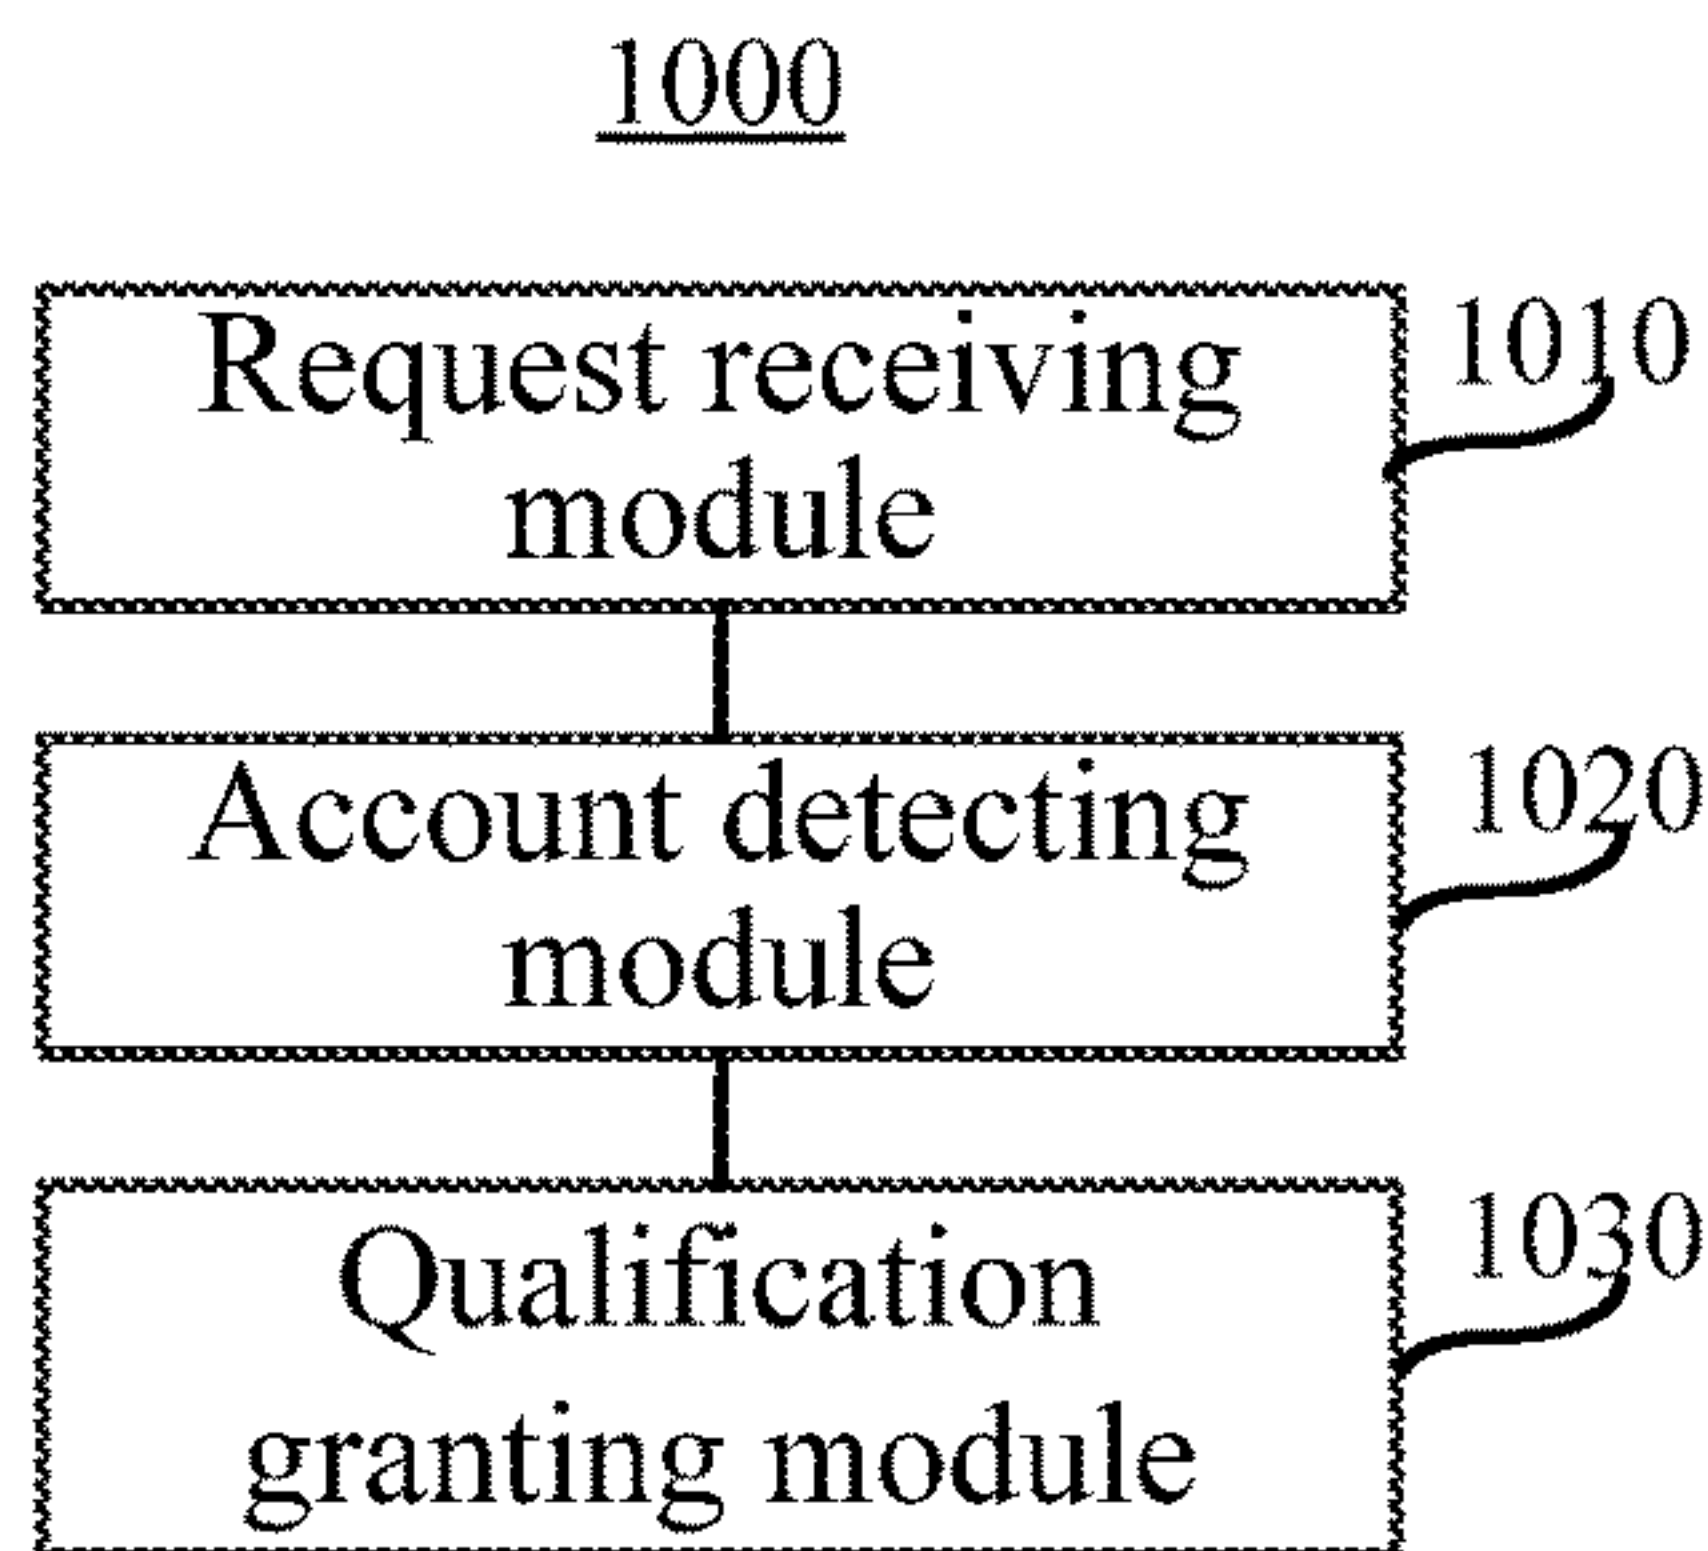 1000
Request receiving
module
1010
Account detecting
module
1020
Qualification
granting module
1030